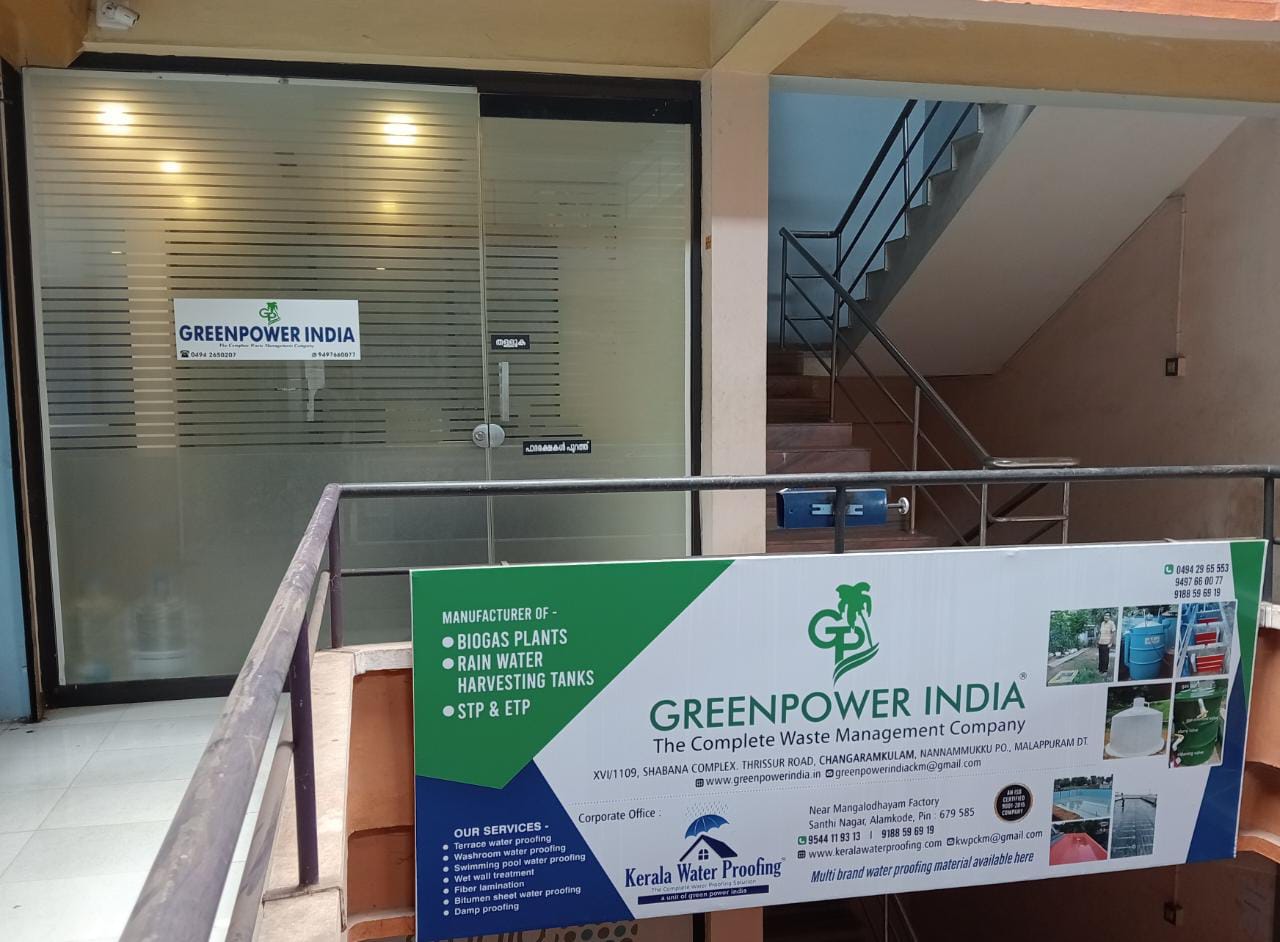 GP
GREENPOWER INDIA
The Complete Waste Management Company
0494 2650207 9497660077
തള്ളുക
പാദരക്ഷകൾ പുറത്ത്
MANUFACTURER OF -
BIOGAS PLANTS
RAIN WATER
HARVESTING TANKS
STP & ETP
OUR SERVICES -
Terrace water proofing
Washroom water proofing
Swimming pool water proofing
Wet wall treatment
Fiber lamination
Bitumen sheet water proofing
Damp proofing
0494 29 65 553
9497 66 00 77
9188 59 69 19
GP
GREENPOWER INDIA®
The Complete Waste Management Company
XVI/1109, SHABANA COMPLEX. THRISSUR ROAD, CHANGARAMKULAM, NANNAMMUKKU PO., MALAPPURAM DT.
www.greenpowerindia.in greenpowerindiackm@gmail.com
Corporate Office :
Kerala Water Proofing
The Complete Water Proofing Solution
a unit of green power india
Near Mangalodhayam Factory
Santhi Nagar, Alamkode, Pin : 679 585
9544 11 93 13 | 9188 59 69 19
www.keralawaterproofing.com kwpckm@gmail.com
Multi brand water proofing material available here
AN ISO
CERTIFIED
9001-2015
COMPANY